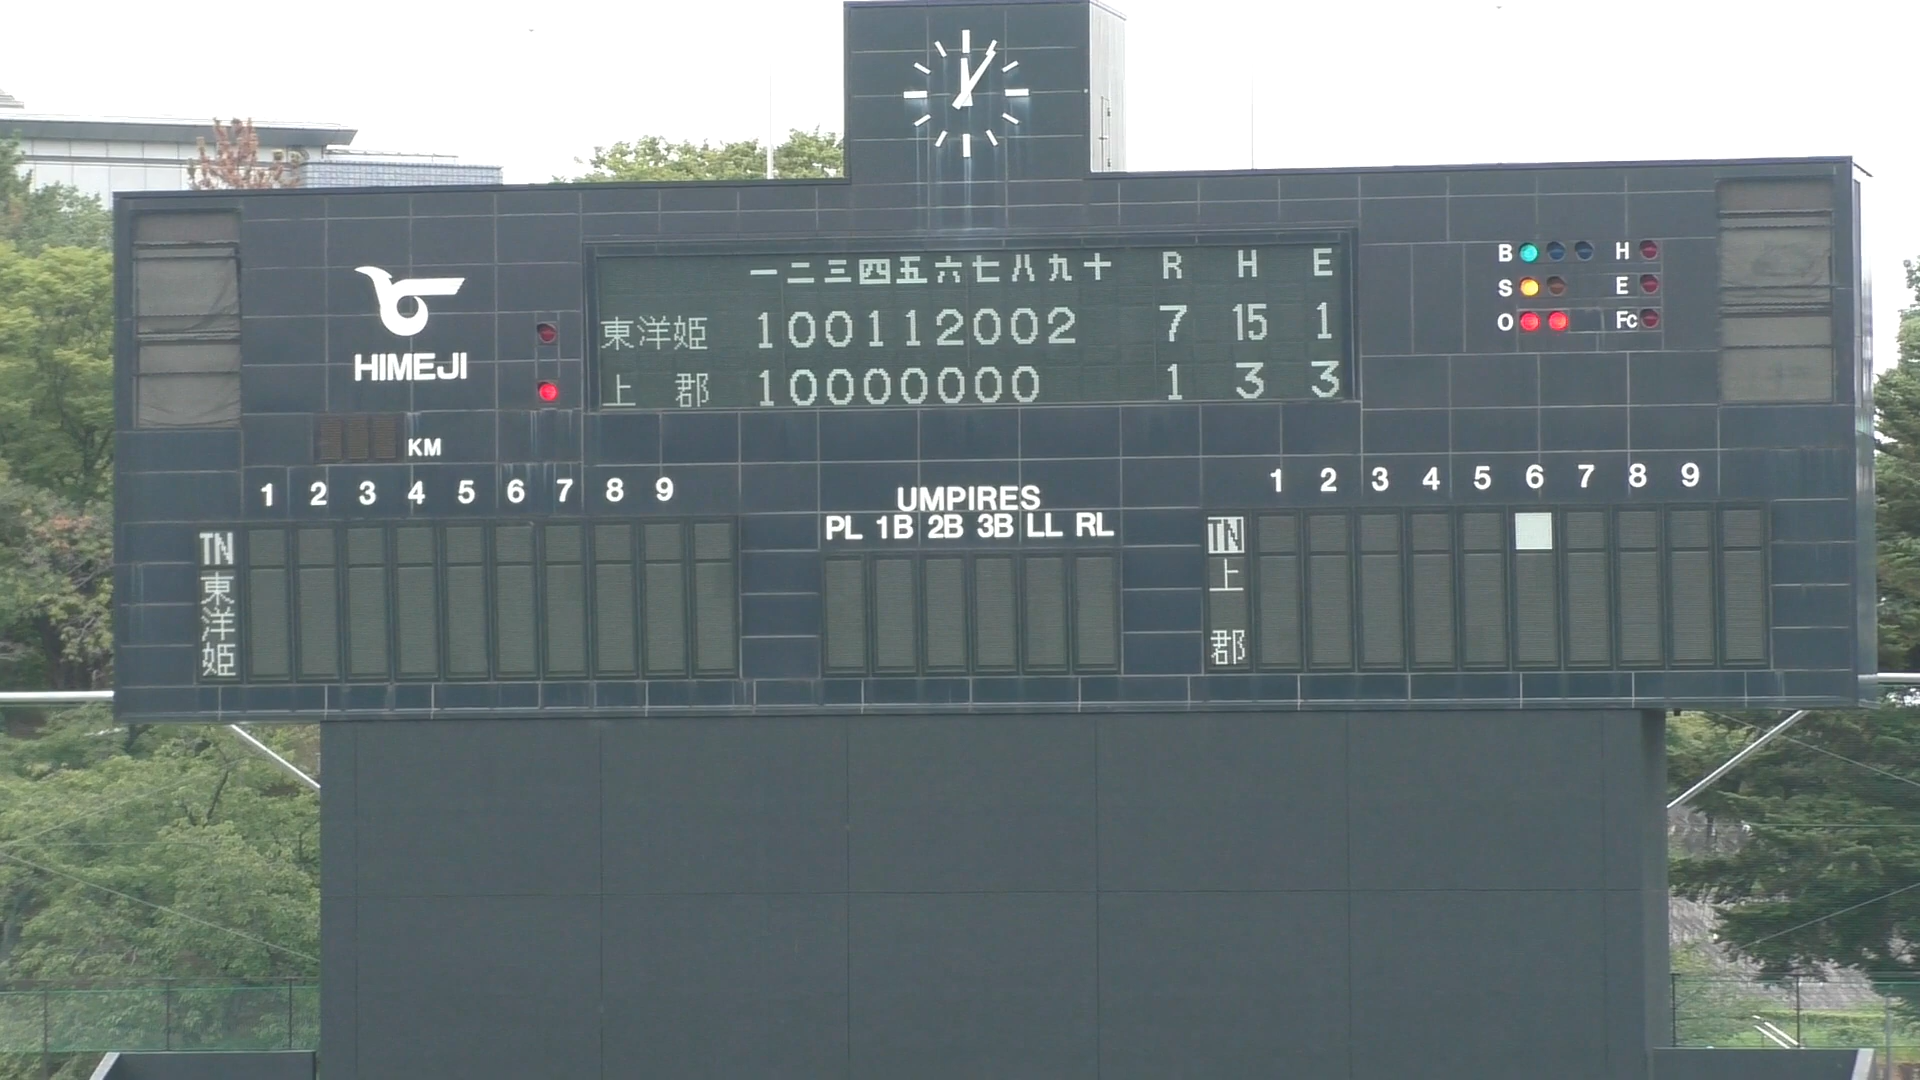 一二三四五六七八九十 R H E
東洋姫 100112002 7 15 1
上郡 10000000 1 3 3
HIMEJI
KM
B H
S E
O Fc
1 2 3 4 5 6 7 8 9
TN
東洋姫
UMPIRES
PL 1B 2B 3B LL RL
1 2 3 4 5 6 7 8 9
TN
上郡